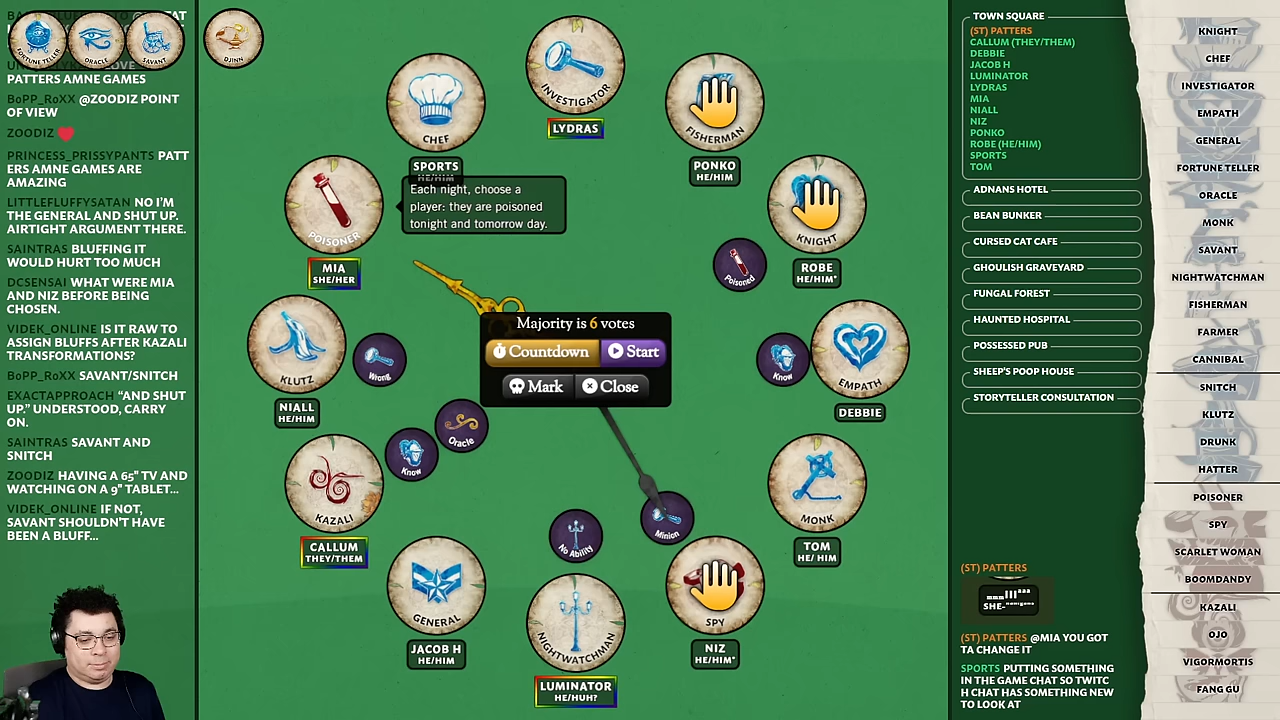 FORTUNE TELLER
ORACLE
SAVANT
DJINN
PATTERS AMNE GAMES
BOPP_ROXX @ZOODIZ POINT
OF VIEW
ZOODIZ
PRINCESS_PRISSYPANTS PATT
ERS AMNE GAMES ARE
AMAZING
LITTLEFLUFFYSATAN NO I'M
THE GENERAL AND SHUT UP.
AIRTIGHT ARGUMENT THERE.
SAINTRAS BLUFFING IT
WOULD HURT TOO MUCH
DCSENSAI WHAT WERE MIA
AND NIZ BEFORE BEING
CHOSEN.
VIDEK_ONLINE IS IT RAW TO
ASSIGN BLUFFS AFTER KAZALI
TRANSFORMATIONS?
BOPP_ROXX SAVANT/SNITCH
EXACTAPPROACH “AND SHUT
UP.” UNDERSTOOD, CARRY
ON.
SAINTRAS SAVANT AND
SNITCH
ZOODIZ HAVING A 65" TV AND
WATCHING ON A 9" TABLET...
VIDEK_ONLINE IF NOT,
SAVANT SHOULDN'T HAVE
BEEN A BLUFF...
INVESTIGATOR
LYDRAS
CHEF
SPORTS
HE/HIM
FISHERMAN
PONKO
HE/HIM
POISONER
MIA
SHE/HER
Each night, choose a
player: they are poisoned
tonight and tomorrow day.
KNIGHT
ROBE
HE/HIM*
Poisoned
KLUTZ
NIALL
HE/HIM
Wrong
Majority is 6 votes
Countdown
Start
Mark
Close
Know
EMPATH
DEBBIE
KAZALI
CALLUM
THEY/THEM
Know
Oracle
MONK
TOM
HE/ HIM
GENERAL
JACOB H
HE/HIM
No Ability
NIGHTWATCHMAN
LUMINATOR
HE/HUH?
Minion
SPY
NIZ
HE/HIM*
TOWN SQUARE
(ST) PATTERS
CALLUM (THEY/THEM)
DEBBIE
JACOB H
LUMINATOR
LYDRAS
MIA
NIALL
NIZ
PONKO
ROBE (HE/HIM)
SPORTS
TOM
ADNANS HOTEL
BEAN BUNKER
CURSED CAT CAFE
GHOULISH GRAVEYARD
FUNGAL FOREST
HAUNTED HOSPITAL
POSSESSED PUB
SHEEP'S POOP HOUSE
STORYTELLER CONSULTATION
(ST) PATTERS
(ST) PATTERS @MIA YOU GOT
TA CHANGE IT
SPORTS PUTTING SOMETHING
IN THE GAME CHAT SO TWITC
H CHAT HAS SOMETHING NEW
TO LOOK AT
KNIGHT
CHEF
INVESTIGATOR
EMPATH
GENERAL
FORTUNE TELLER
ORACLE
MONK
SAVANT
NIGHTWATCHMAN
FISHERMAN
FARMER
CANNIBAL
SNITCH
KLUTZ
DRUNK
HATTER
POISONER
SPY
SCARLET WOMAN
BOOMDANDY
KAZALI
OJO
VIGORMORTIS
FANG GU